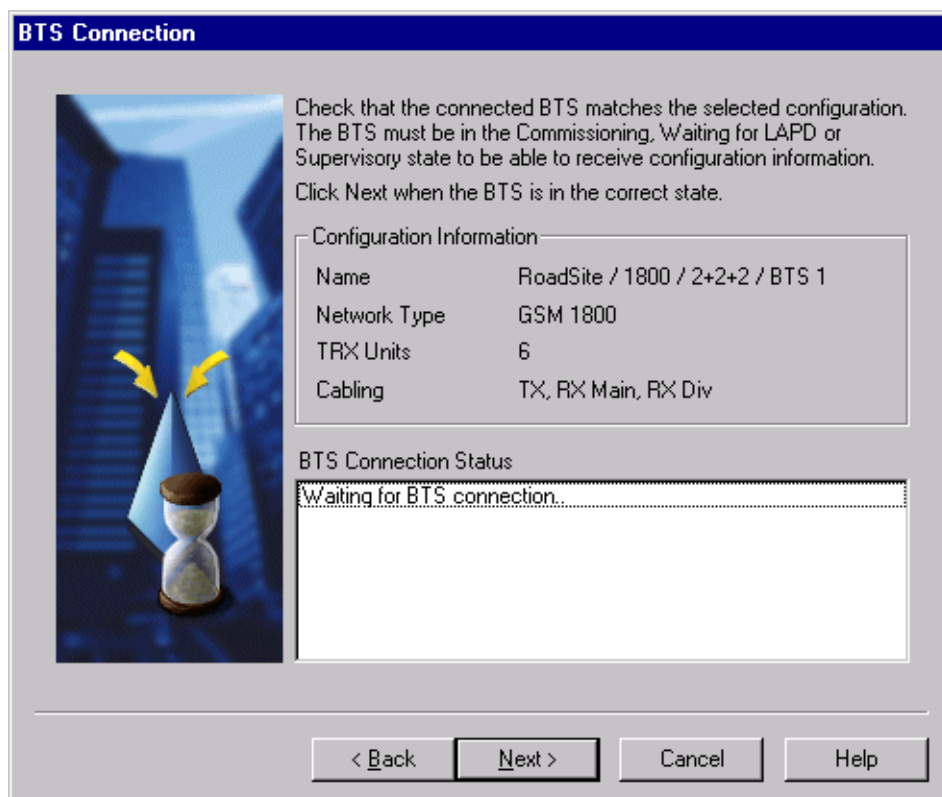 BTS Connection
Check that the connected BTS matches the selected configuration.
The BTS must be in the Commissioning, Waiting for LAPD or
Supervisory state to be able to receive configuration information.
Click Next when the BTS is in the correct state.
Configuration Information
Name RoadSite / 1800 / 2+2+2 / BTS 1
Network Type GSM 1800
TRX Units 6
Cabling TX, RX Main, RX Div
BTS Connection Status
Waiting for BTS connection..
< Back Next > Cancel Help